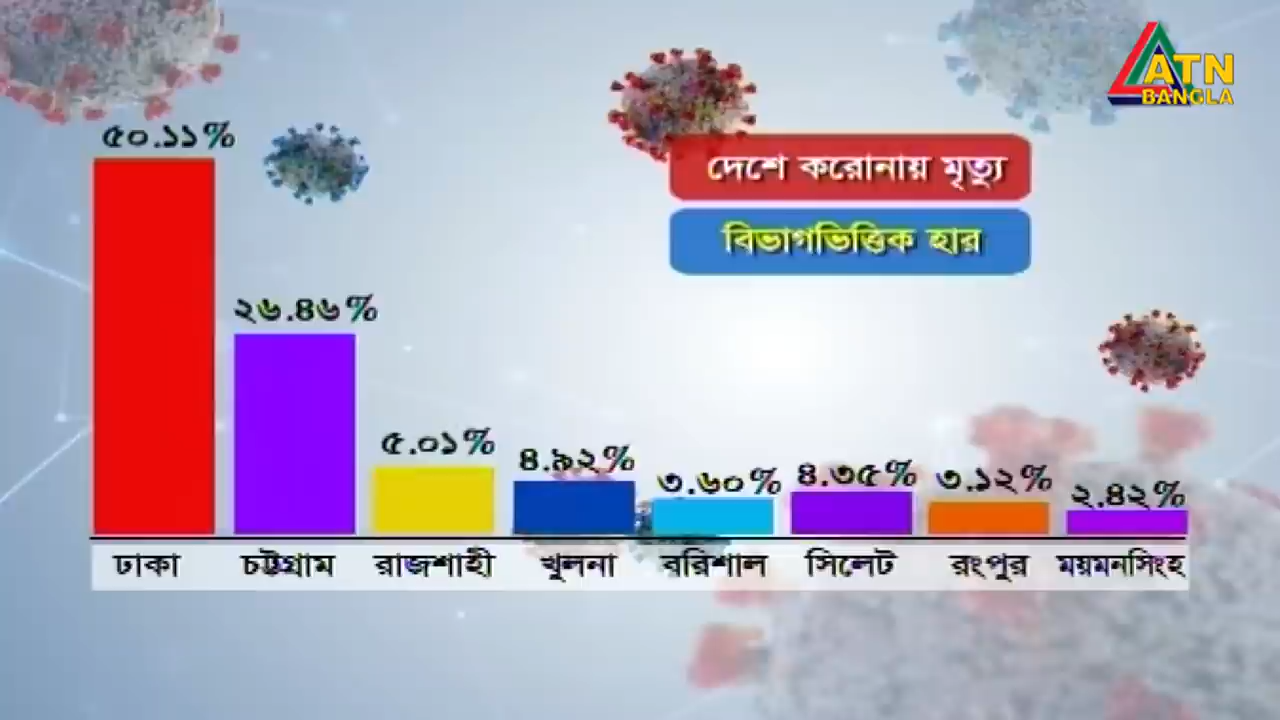 ATN
BANGLA
দেশে করোনায় মৃত্যু
বিভাগভিত্তিক হার
৫০.১১%
২৬.৪৬%
৫.০১%
৪.৯২%
৩.৬০%
৪.৩৫%
৩.১২%
২.৪২%
ঢাকা চট্টগ্রাম রাজশাহী খুলনা বরিশাল সিলেট রংপুর ময়মনসিংহ